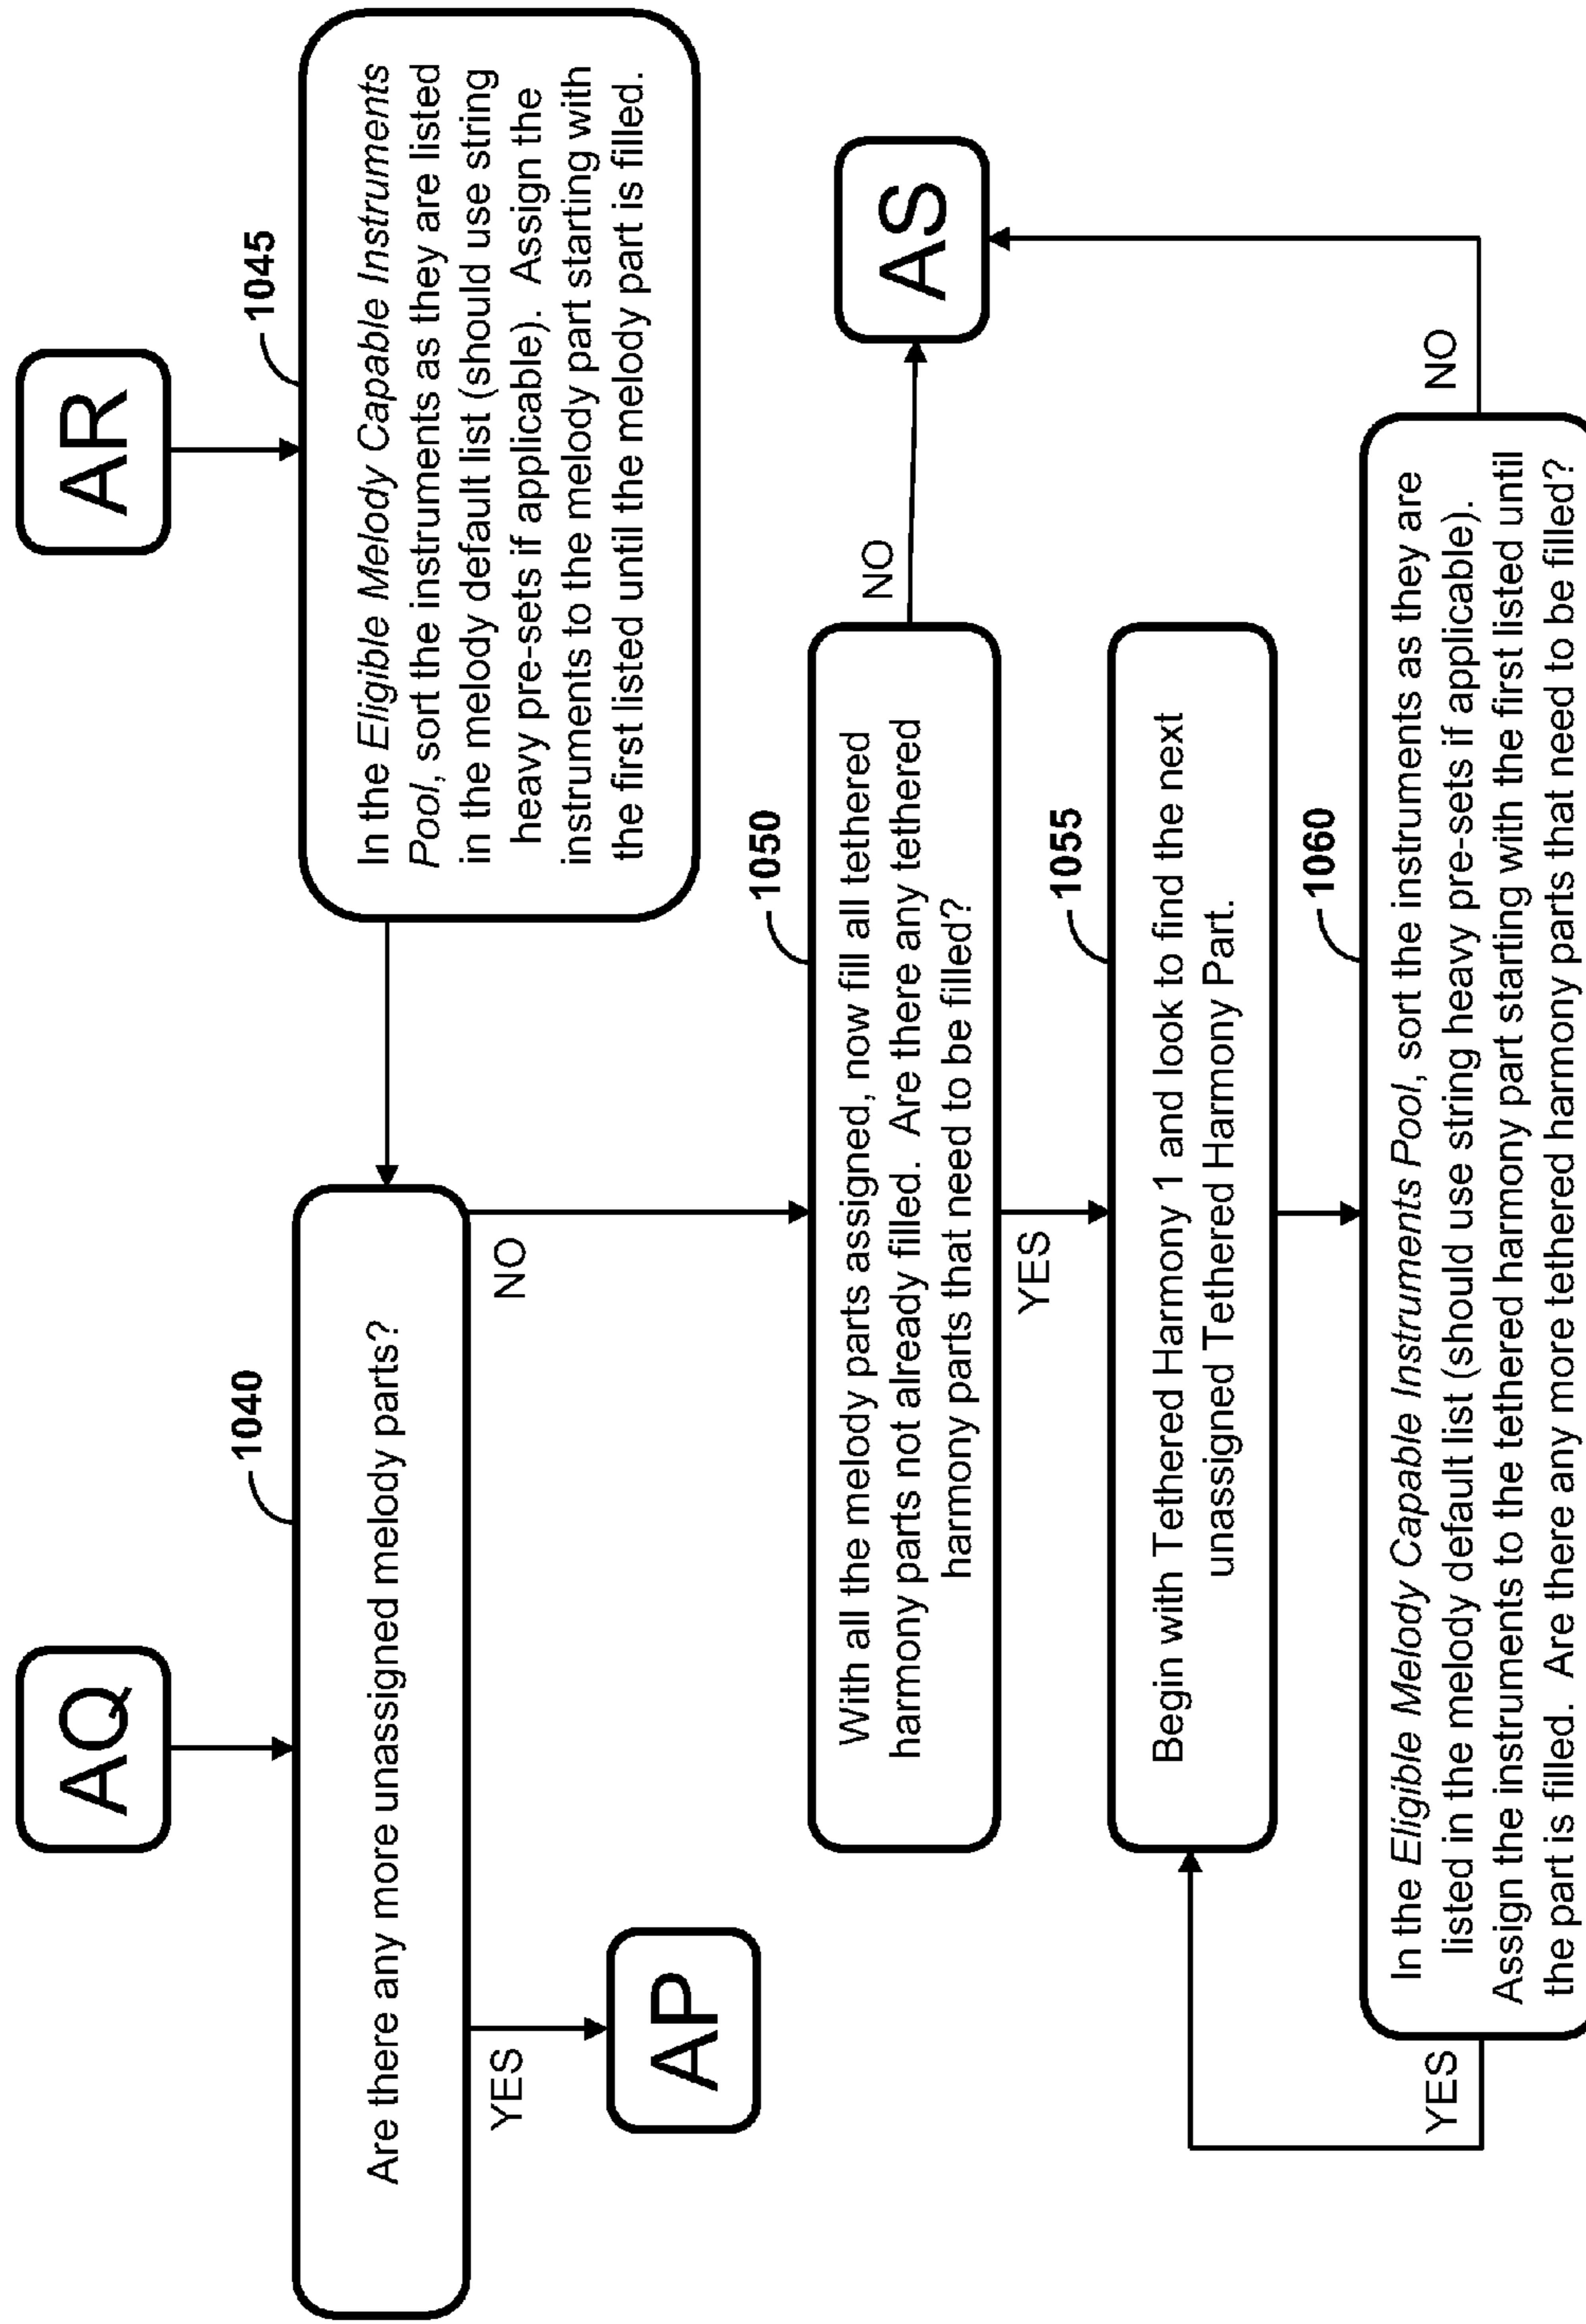 AQ
AR
1040
Are there any more unassigned melody parts?
1045
In the Eligible Melody Capable Instruments
Pool, sort the instruments as they are listed
in the melody default list (should use string
heavy pre-sets if applicable). Assign the
instruments to the melody part starting with
the first listed until the melody part is filled.
YES
NO
AP
1050
With all the melody parts assigned, now fill all tethered
harmony parts not already filled. Are there any tethered
harmony parts that need to be filled?
NO
AS
YES
1055
Begin with Tethered Harmony 1 and look to find the next
unassigned Tethered Harmony Part.
1060
In the Eligible Melody Capable Instruments Pool, sort the instruments as they are
listed in the melody default list (should use string heavy pre-sets if applicable).
Assign the instruments to the tethered harmony part starting with the first listed until
the part is filled. Are there any more tethered harmony parts that need to be filled?
YES
NO